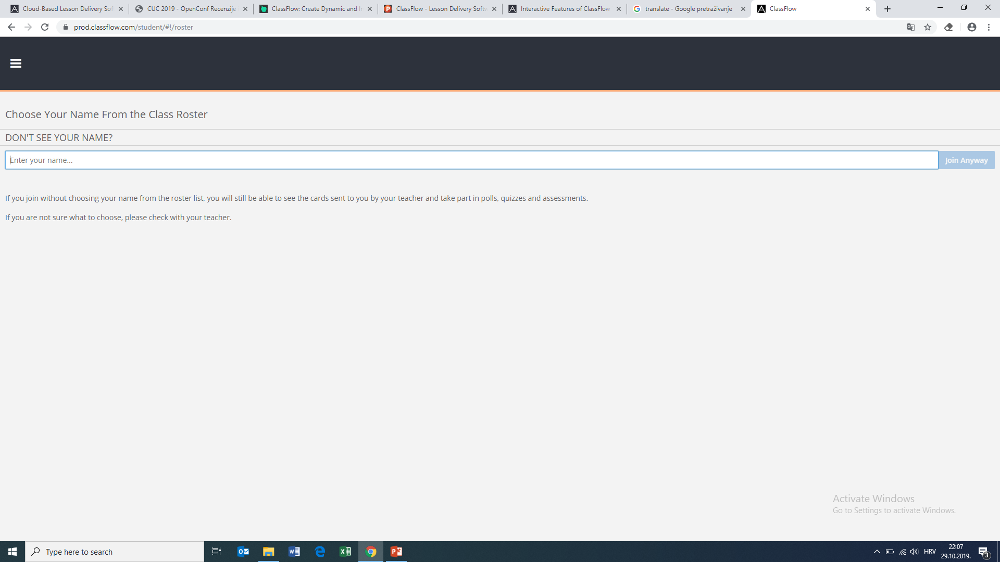 Cloud-Based Lesson Delivery Sof
CUC 2019 - OpenConf Recenzije
ClassFlow: Create Dynamic and I
ClassFlow - Lesson Delivery Softw
Interactive Features of ClassFlow
translate - Google pretraživanje
ClassFlow
prod.classflow.com/student/#!/roster
Choose Your Name From the Class Roster
DON'T SEE YOUR NAME?
Enter your name...
Join Anyway
If you join without choosing your name from the roster list, you will still be able to see the cards sent to you by your teacher and take part in polls, quizzes and assessments.
If you are not sure what to choose, please check with your teacher.
Activate Windows
Go to Settings to activate Windows.
Type here to search
HRV
22:07
29.10.2019.
3